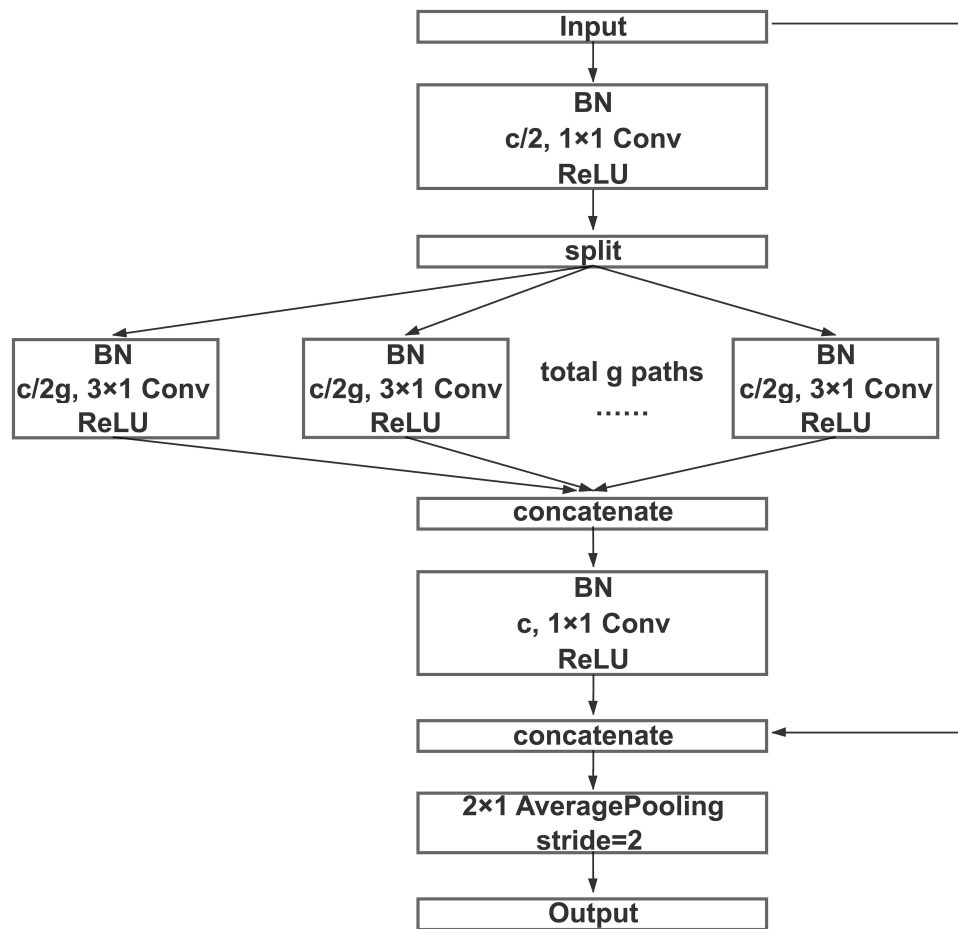 Input
BN
c/2, 1×1 Conv
ReLU
split
BN
c/2g, 3×1 Conv
ReLU
BN
c/2g, 3×1 Conv
ReLU
total g paths
......
BN
c/2g, 3×1 Conv
ReLU
concatenate
BN
c, 1×1 Conv
ReLU
concatenate
2×1 AveragePooling
stride=2
Output